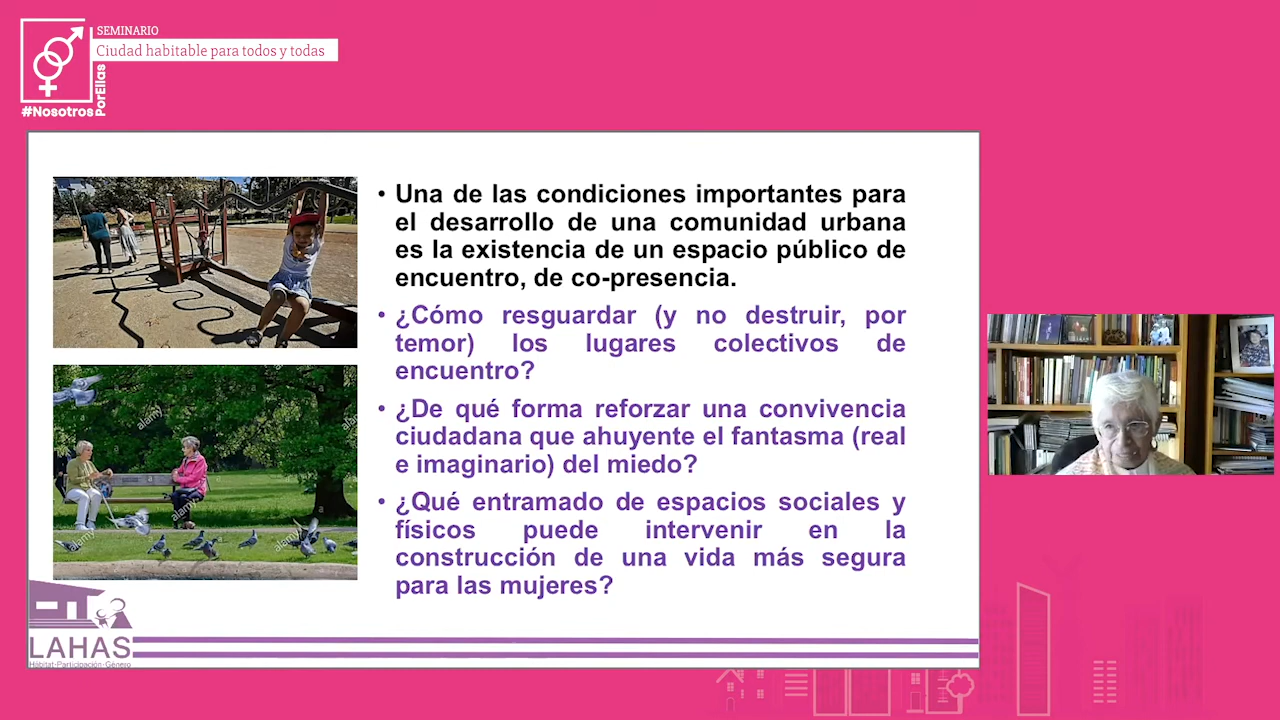 SEMINARIO
Ciudad habitable para todos y todas
#Nosotros
PorEllas
• Una de las condiciones importantes para
el desarrollo de una comunidad urbana
es la existencia de un espacio público de
encuentro, de co-presencia.
• ¿Cómo resguardar (y no destruir, por
temor) los lugares colectivos de
encuentro?
• ¿De qué forma reforzar una convivencia
ciudadana que ahuyente el fantasma (real
e imaginario) del miedo?
• ¿Qué entramado de espacios sociales y
físicos puede intervenir en la
construcción de una vida más segura
para las mujeres?
alamy
alamy
alamy
alamy
LAHAS
Hábitat-Participación-Género